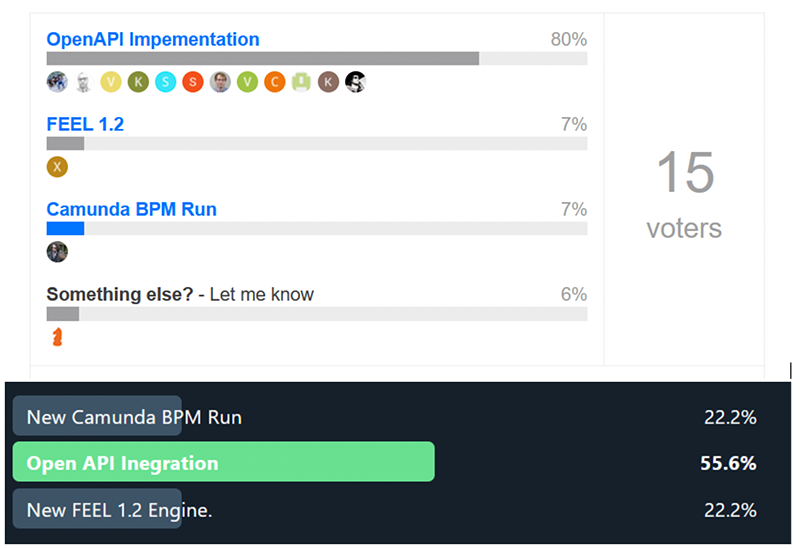 OpenAPI Impementation 80%
V K S S V C K
FEEL 1.2 7%
X
Camunda BPM Run 7%
Something else? - Let me know 6%
15
voters
New Camunda BPM Run 22.2%
Open API Inegration 55.6%
New FEEL 1.2 Engine. 22.2%